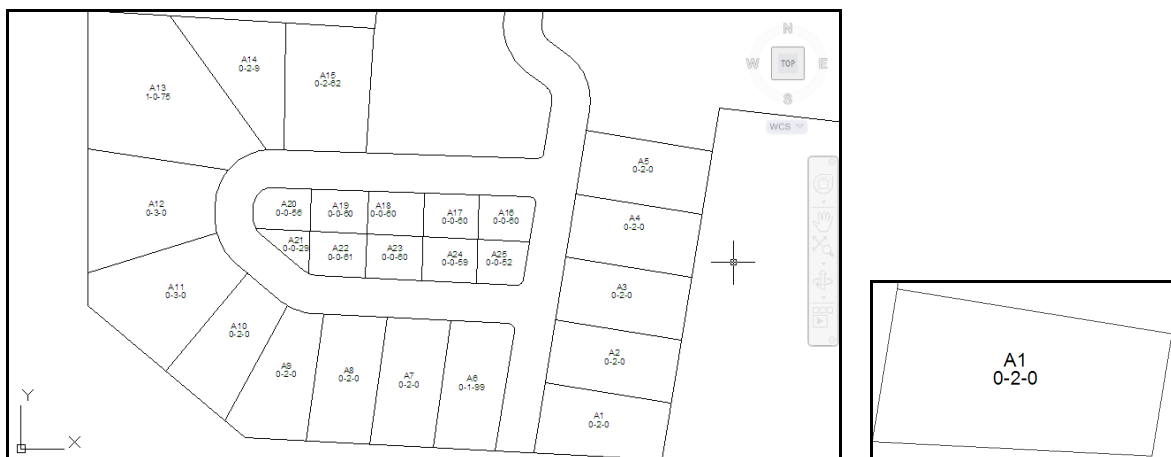 A14
0-2-9
A15
0-2-62
A13
1-0-76
N
W
TOP
E
S
WCS
A5
0-2-0
A12
0-3-0
A20
0-0-66
A19
0-0-60
A18
0-0-60
A17
0-0-60
A16
0-0-60
A4
0-2-0
A21
0-0-29
A22
0-0-61
A23
0-0-60
A24
0-0-59
A25
0-0-52
A11
0-3-0
A3
0-2-0
A10
0-2-0
A2
0-2-0
A9
0-2-0
A8
0-2-0
A7
0-2-0
A6
0-1-99
A1
0-2-0
Y
X
A1
0-2-0